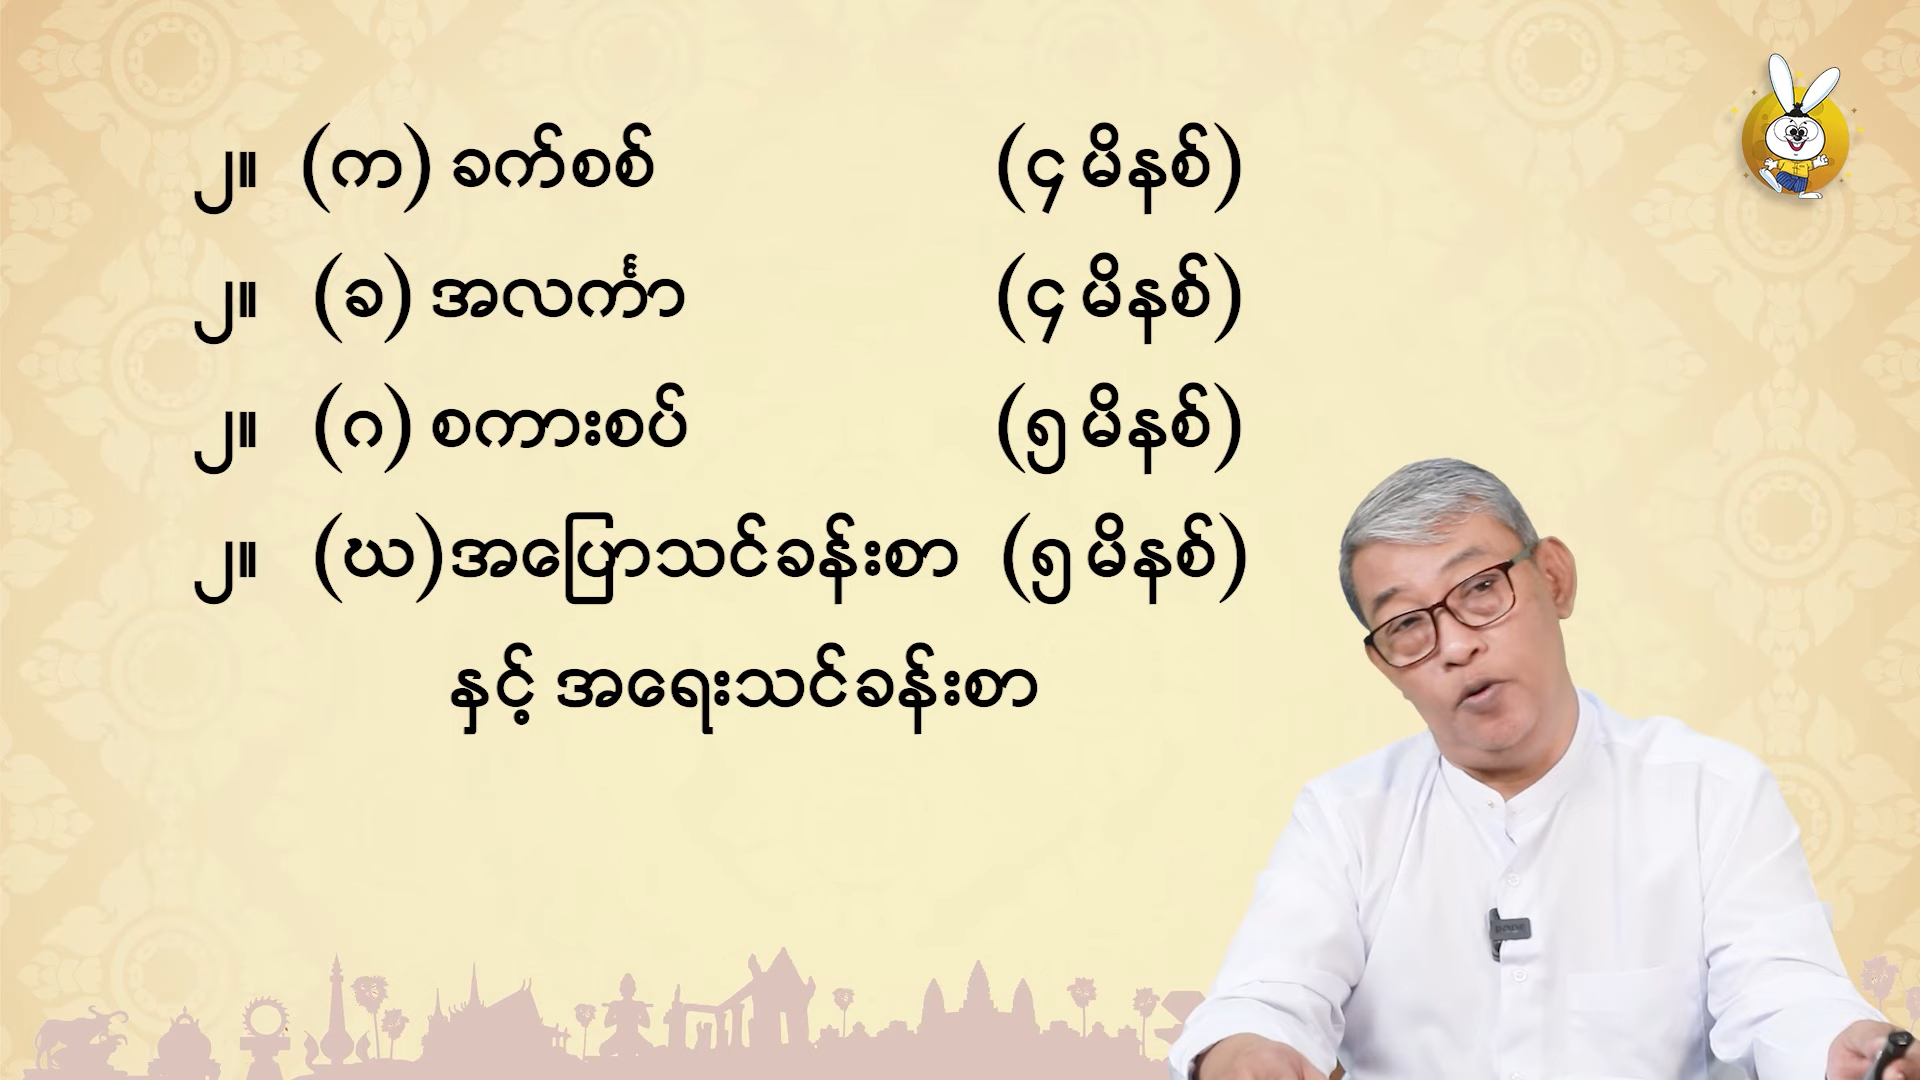 ၂။ (က) ခက်စစ် (၄ မိနစ်)
၂။ (ခ) အလင်္ကာ (၄ မိနစ်)
၂။ (ဂ) စကားစပ် (၅ မိနစ်)
၂။ (ဃ)အပြောသင်ခန်းစာ (၅ မိနစ်)
နှင့် အရေးသင်ခန်းစာ